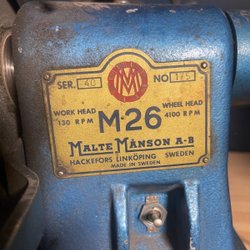 SER. 40 NO 175
WORK HEAD WHEEL HEAD
130 RPM M-26 4100 RPM
MALTE MÅNSON A-B
HACKEFORS LINKÖPING SWEDEN
MADE IN SWEDEN